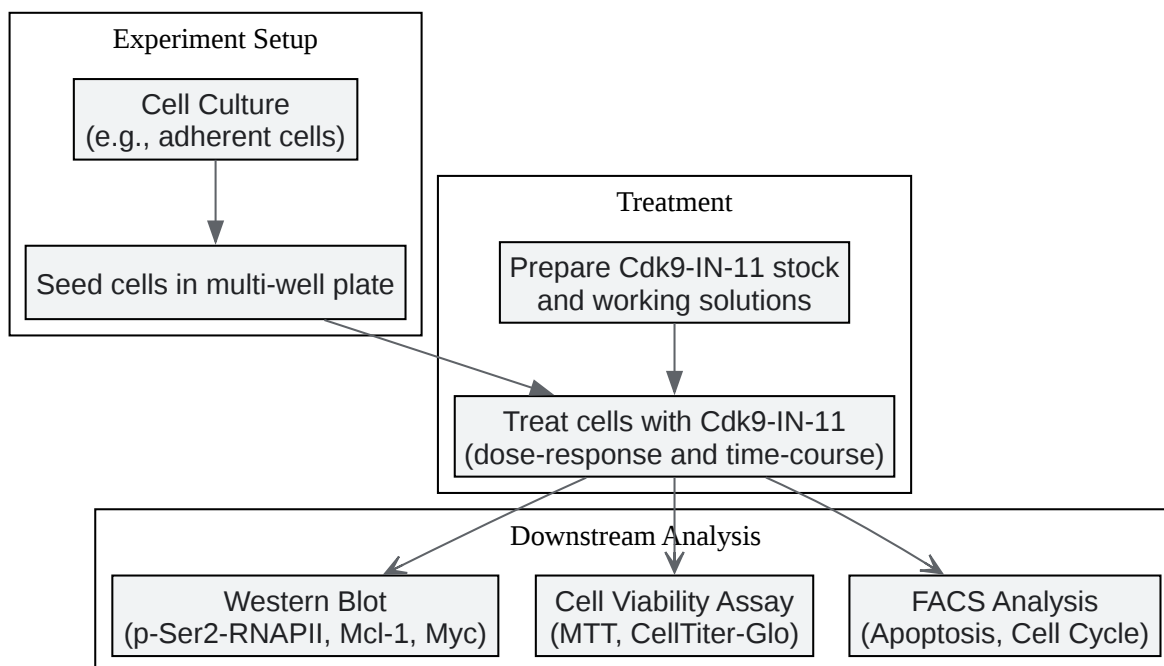 Experiment Setup
Cell Culture
(e.g., adherent cells)
Seed cells in multi-well plate
Treatment
Prepare Cdk9-IN-11 stock
and working solutions
Treat cells with Cdk9-IN-11
(dose-response and time-course)
Downstream Analysis
Western Blot
(p-Ser2-RNAPII, Mcl-1, Myc)
Cell Viability Assay
(MTT, CellTiter-Glo)
FACS Analysis
(Apoptosis, Cell Cycle)